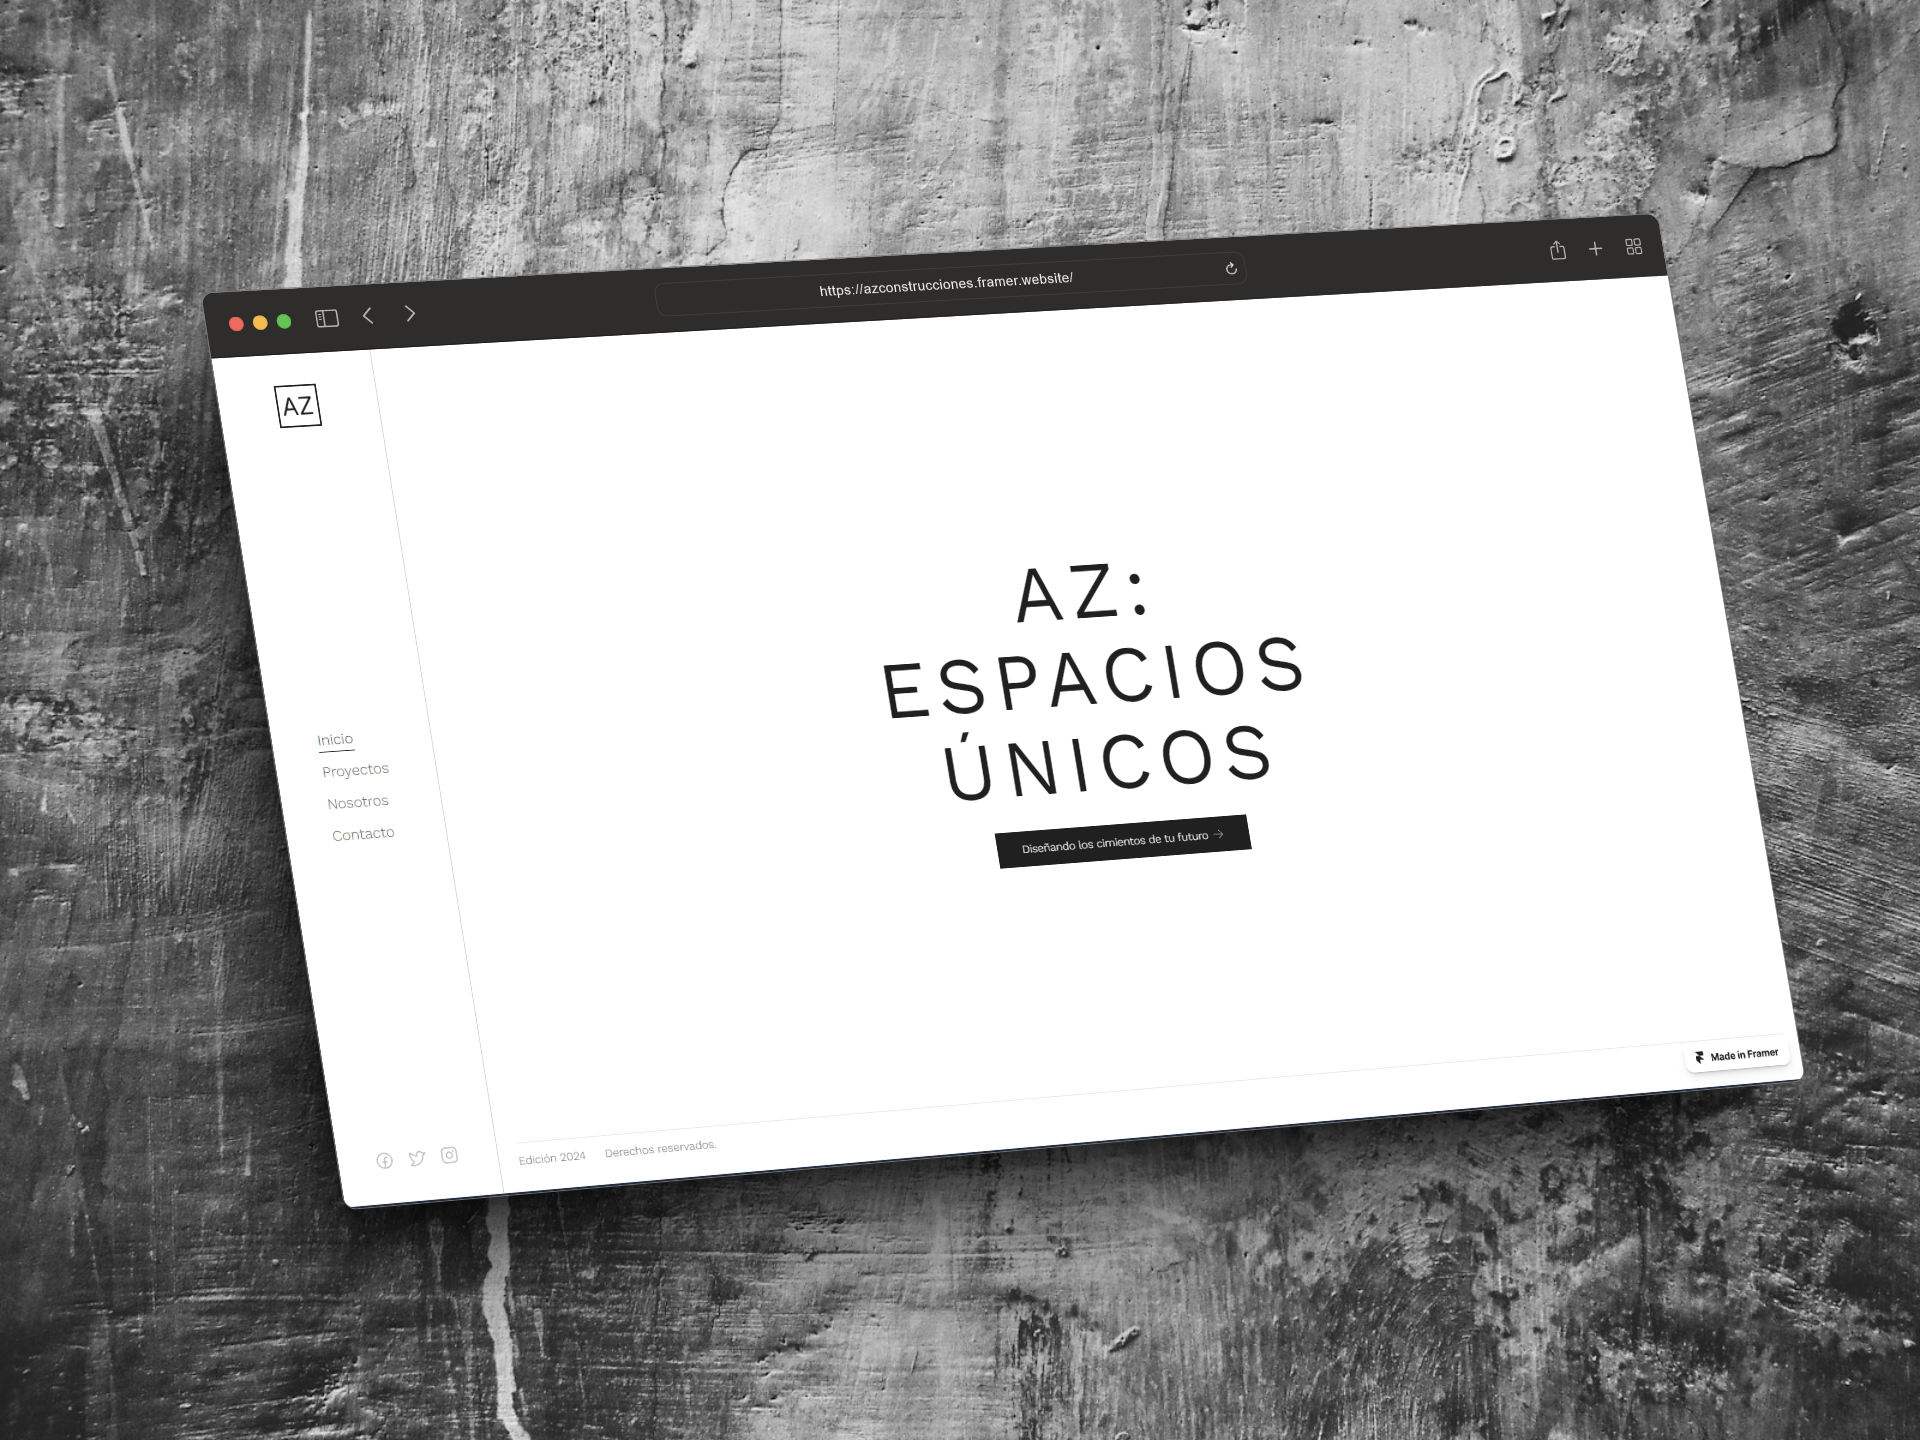 https://azconstrucciones.framer.website/
AZ
Inicio
Proyectos
Nosotros
Contacto
AZ:
ESPACIOS
ÚNICOS
Diseñando los cimientos de tu futuro →
Edición 2024 Derechos reservados.
Made in Framer